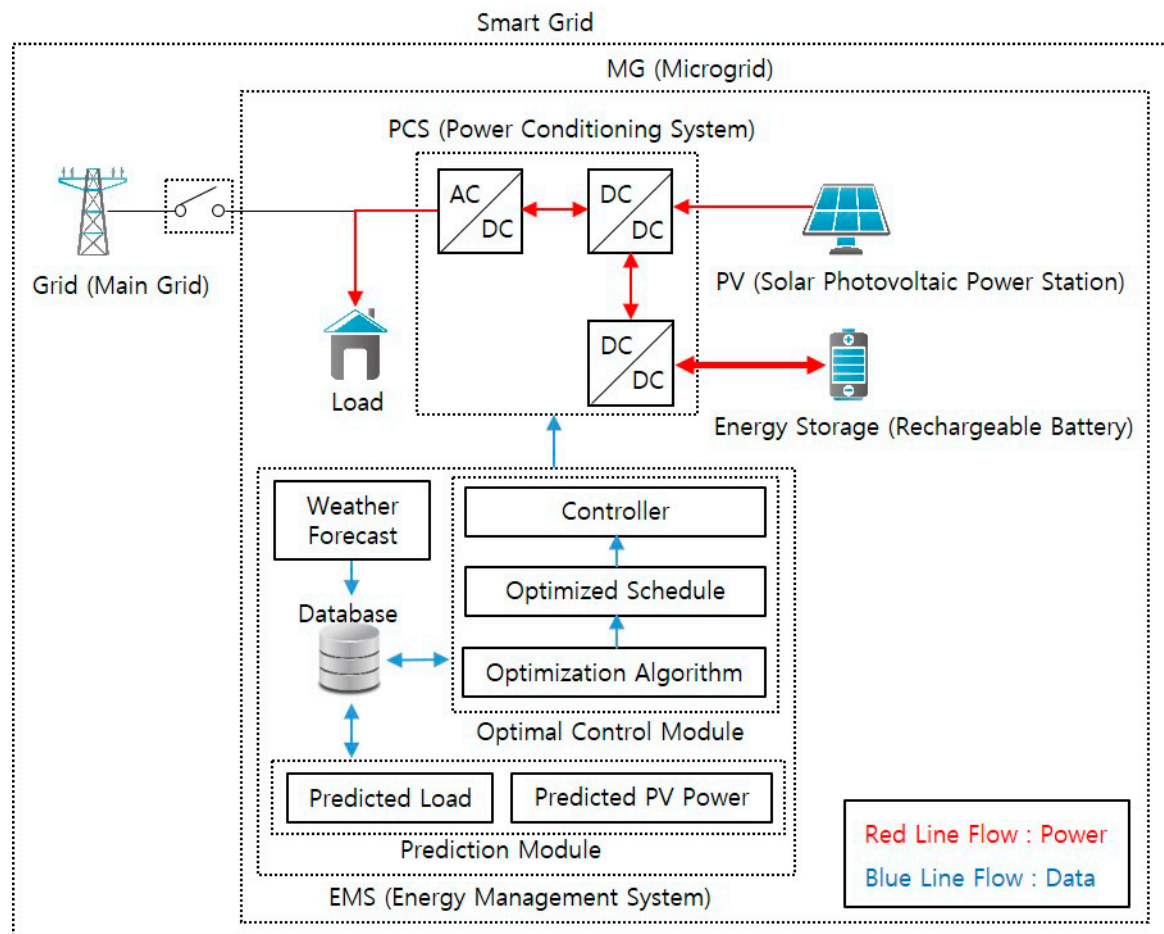 Smart Grid
MG (Microgrid)
PCS (Power Conditioning System)
AC
DC
DC
DC
Grid (Main Grid)
PV (Solar Photovoltaic Power Station)
DC
DC
Load
Energy Storage (Rechargeable Battery)
Weather
Forecast
Controller
Optimized Schedule
Database
Optimization Algorithm
Optimal Control Module
Predicted Load
Predicted PV Power
Prediction Module
EMS (Energy Management System)
Red Line Flow : Power
Blue Line Flow : Data